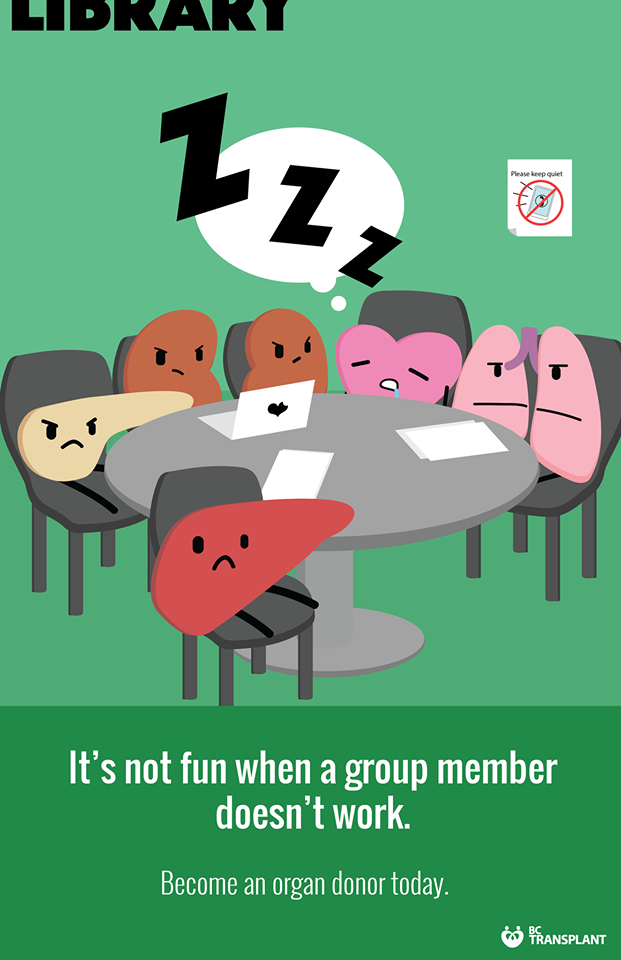 LIBRARY
Z
Z
Z
Please keep quiet
It's not fun when a group member
doesn't work.
Become an organ donor today.
BC
TRANSPLANT